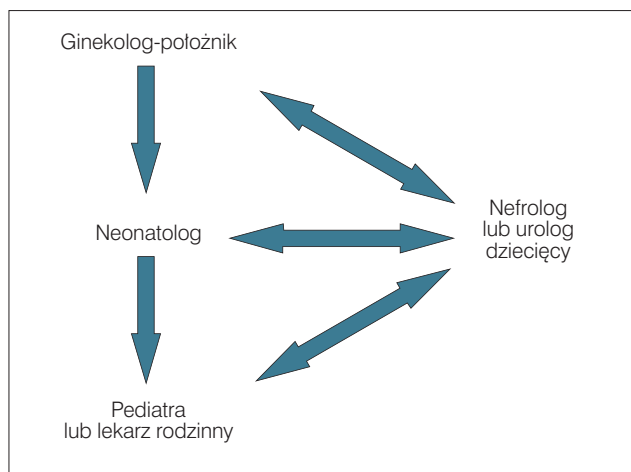 Ginekolog-położnik
Neonatolog
Nefrolog
lub urolog
dziecięcy
Pediatra
lub lekarz rodzinny